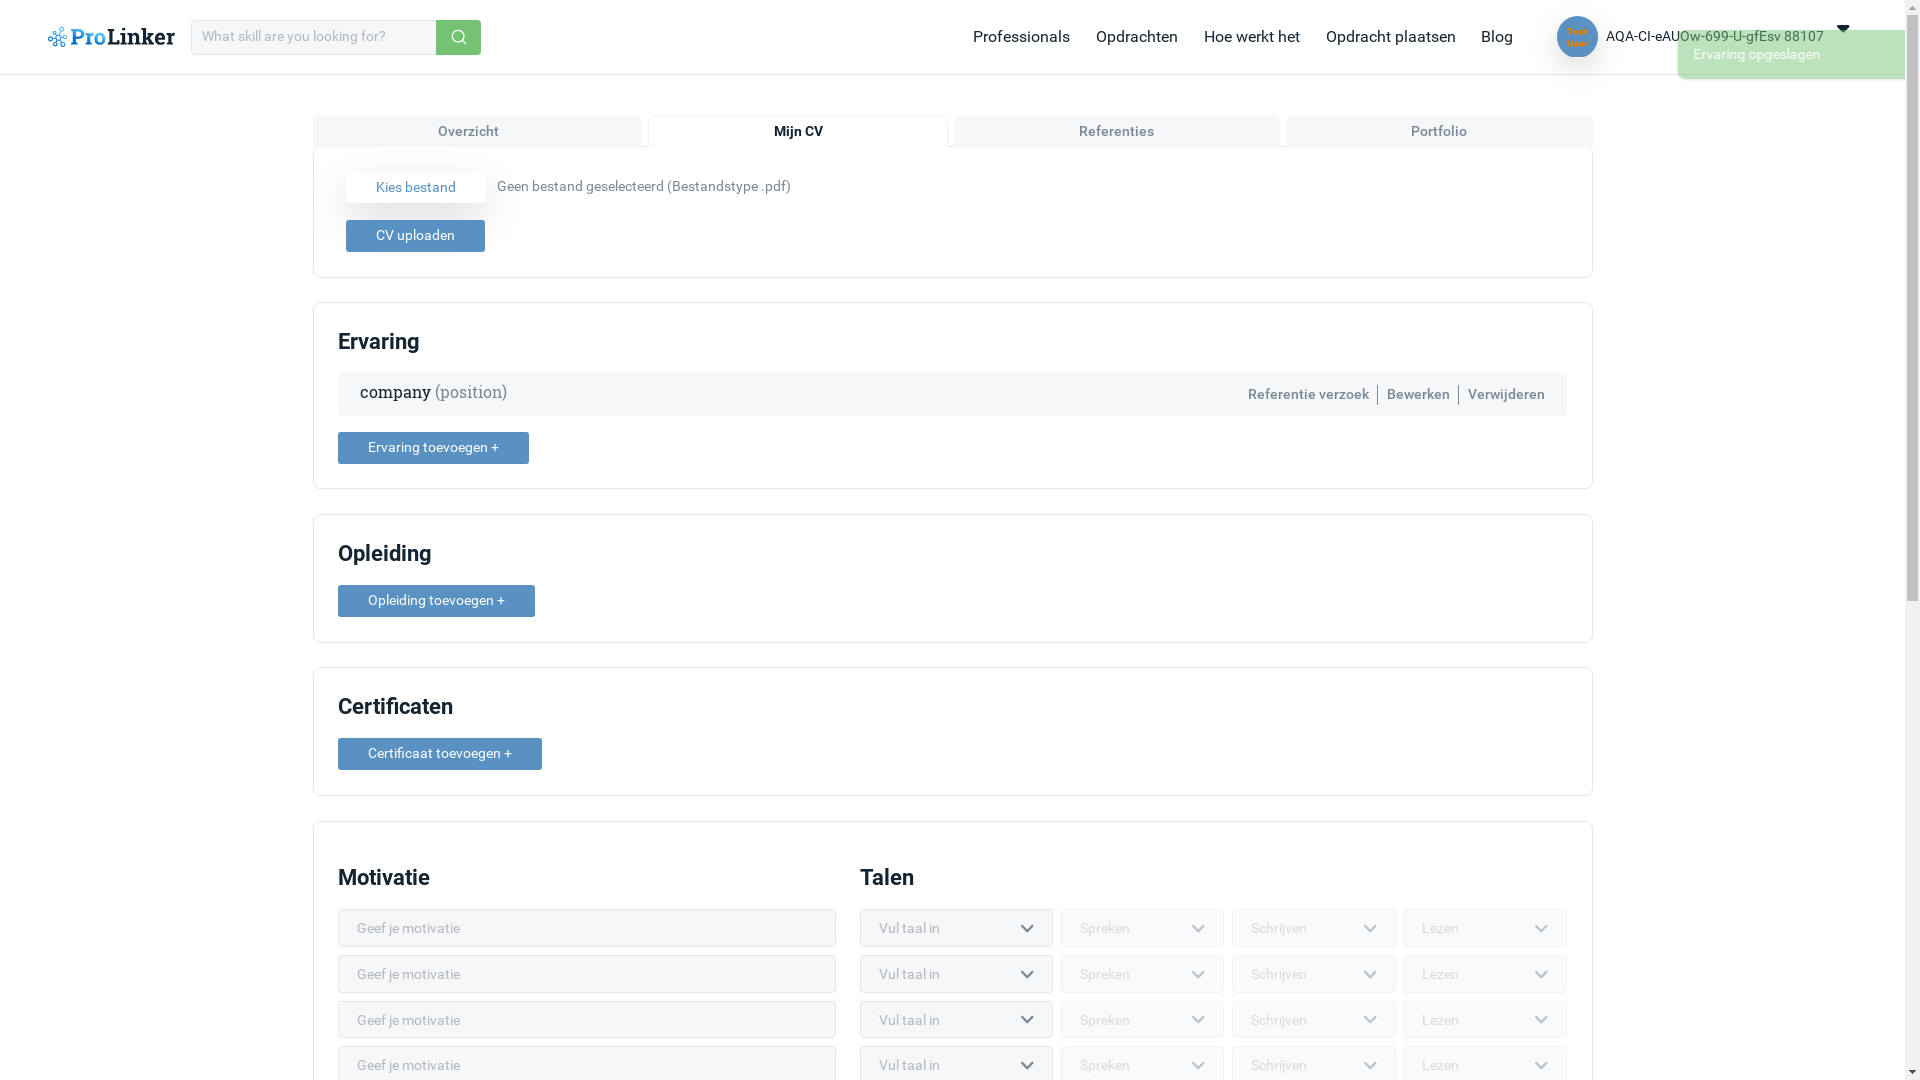 ProLinker
What skill are you looking for?
Professionals
Opdrachten
Hoe werkt het
Opdracht plaatsen
Blog
Test User
AQA-CI-eAUOw-699-U-gfEsv 88107
Ervaring opgeslagen
Overzicht
Mijn CV
Referenties
Portfolio
Kies bestand
Geen bestand geselecteerd (Bestandstype .pdf)
CV uploaden
Ervaring
company (position)
Referentie verzoek
Bewerken
Verwijderen
Ervaring toevoegen +
Opleiding
Opleiding toevoegen +
Certificaten
Certificaat toevoegen +
Motivatie
Talen
Geef je motivatie
Vul taal in
Spreken
Schrijven
Lezen
Geef je motivatie
Vul taal in
Spreken
Schrijven
Lezen
Geef je motivatie
Vul taal in
Spreken
Schrijven
Lezen
Geef je motivatie
Vul taal in
Spreken
Schrijven
Lezen